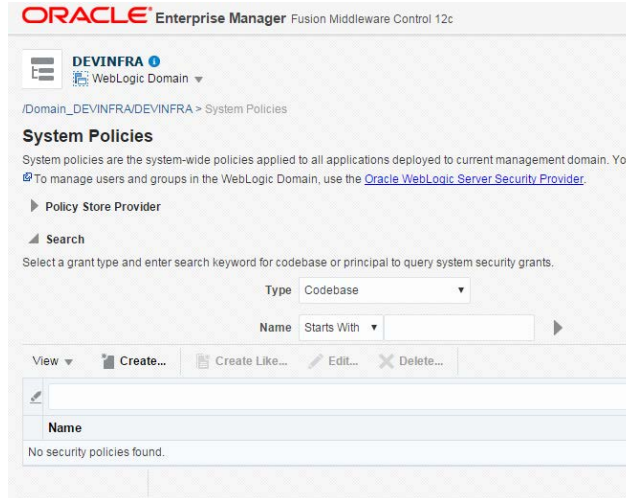 ORACLE® Enterprise Manager Fusion Middleware Control 12c
DEVINFRA
WebLogic Domain
/Domain_DEVINFRA/DEVINFRA > System Policies
System Policies
System policies are the system-wide policies applied to all applications deployed to current management domain. Yo
To manage users and groups in the WebLogic Domain, use the Oracle WebLogic Server Security Provider.
Policy Store Provider
Search
Select a grant type and enter search keyword for codebase or principal to query system security grants.
Type Codebase
Name Starts With
View Create... Create Like... Edit... Delete...
Name
No security policies found.